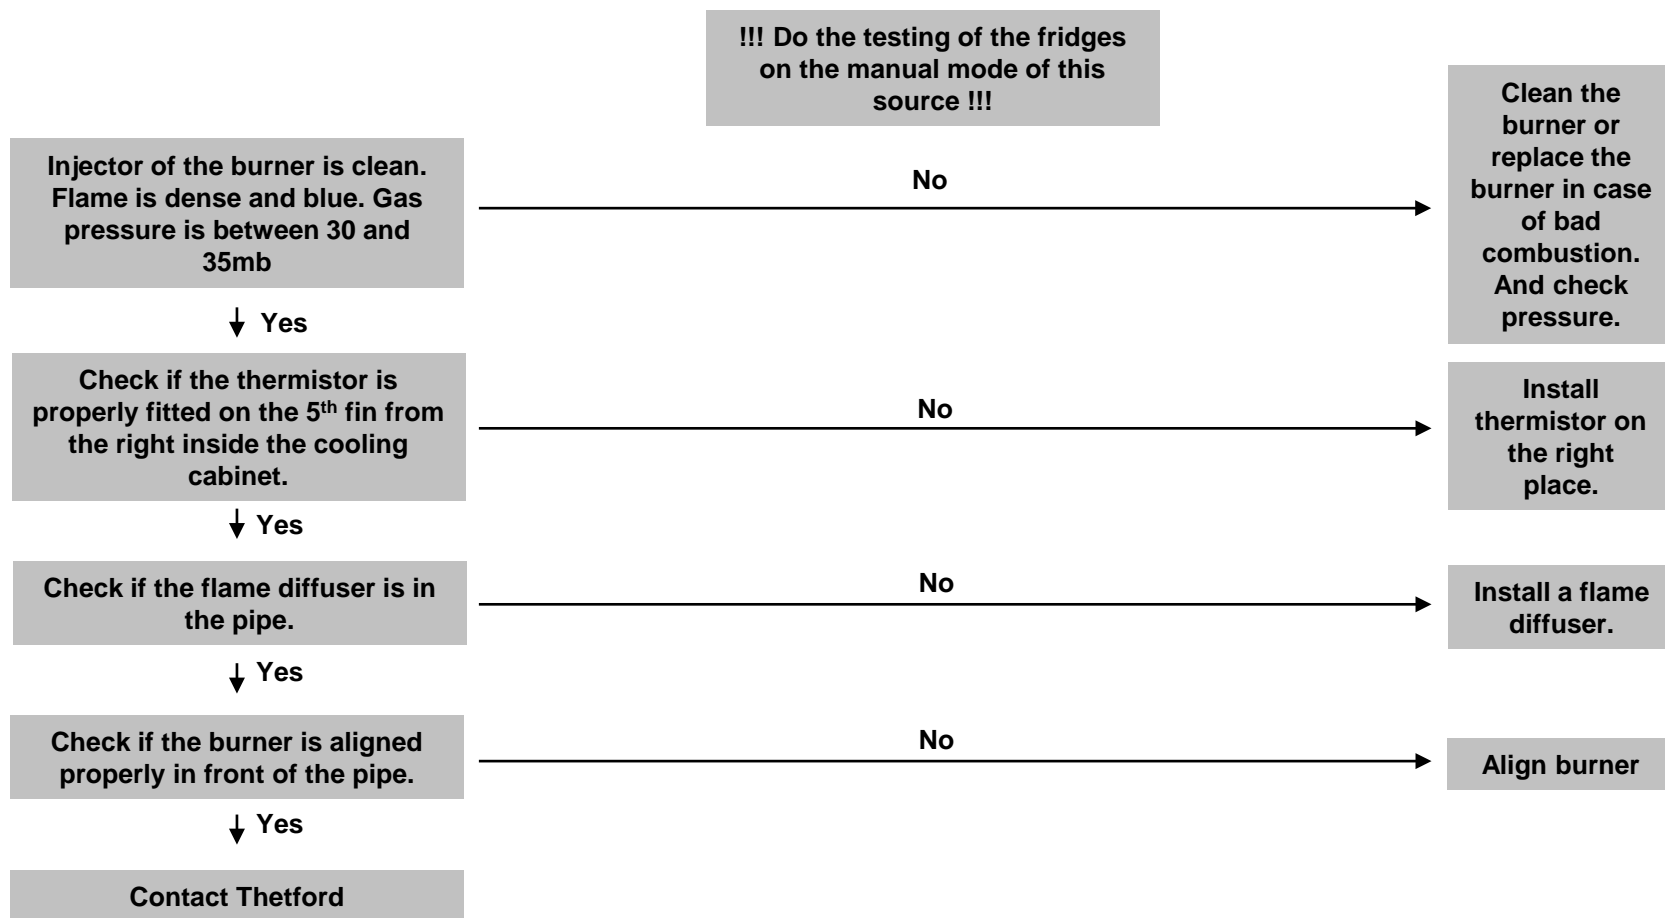 !!! Do the testing of the fridges
on the manual mode of this
source !!!
Injector of the burner is clean.
Flame is dense and blue. Gas
pressure is between 30 and
35mb
No
Clean the
burner or
replace the
burner in case
of bad
combustion.
And check
pressure.
Yes
Check if the thermistor is
properly fitted on the 5th fin from
the right inside the cooling
cabinet.
No
Install
thermistor on
the right
place.
Yes
Check if the flame diffuser is in
the pipe.
No
Install a flame
diffuser.
Yes
Check if the burner is aligned
properly in front of the pipe.
No
Align burner
Yes
Contact Thetford